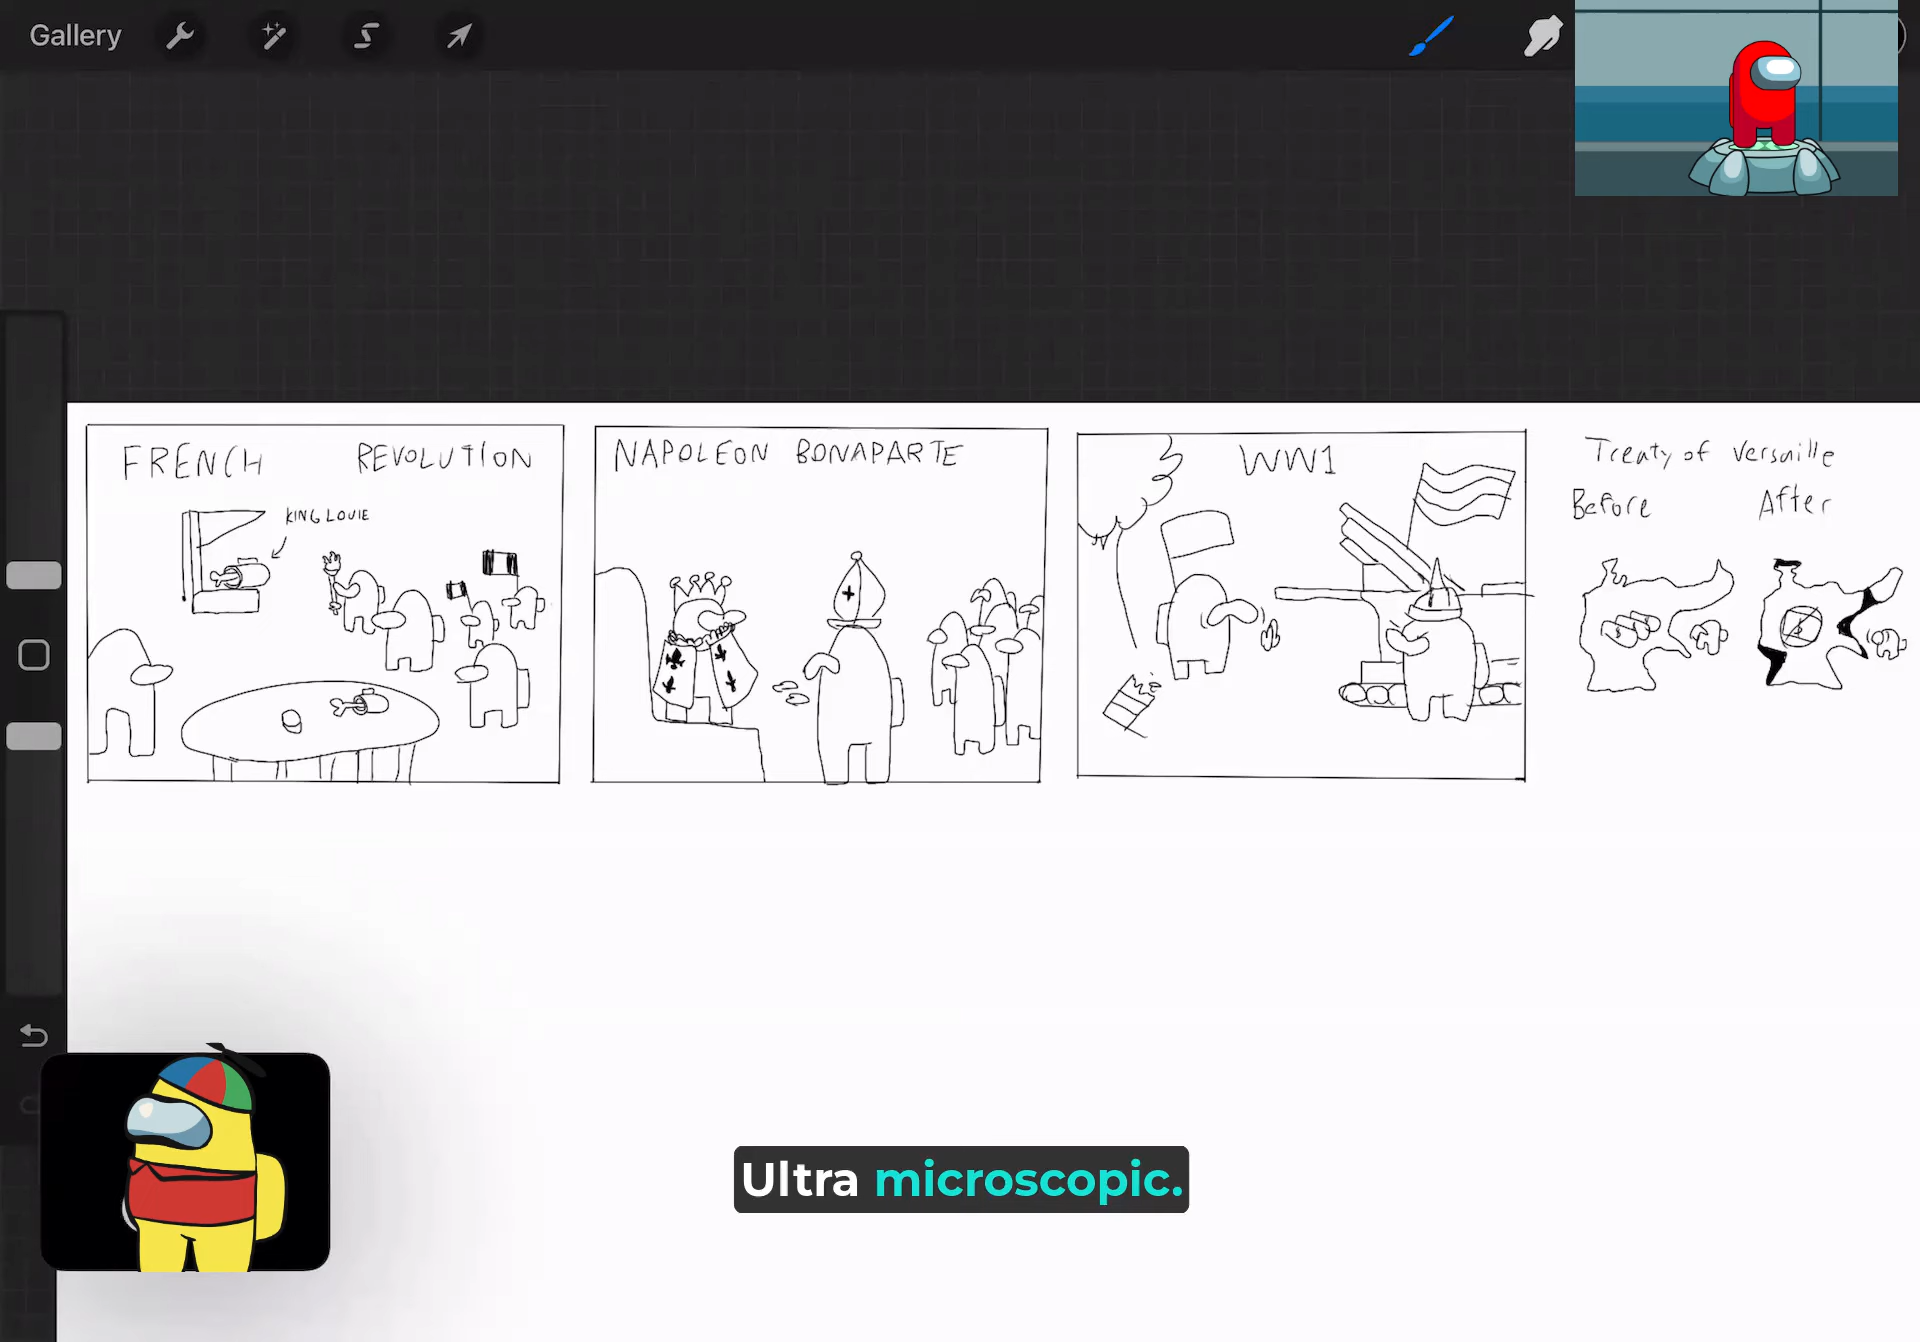 Gallery
FRENCH REVOLUTION
KING LOUIE
NAPOLEON BONAPARTE
WW1
Treaty of Versaille
Before After
Ultra microscopic.